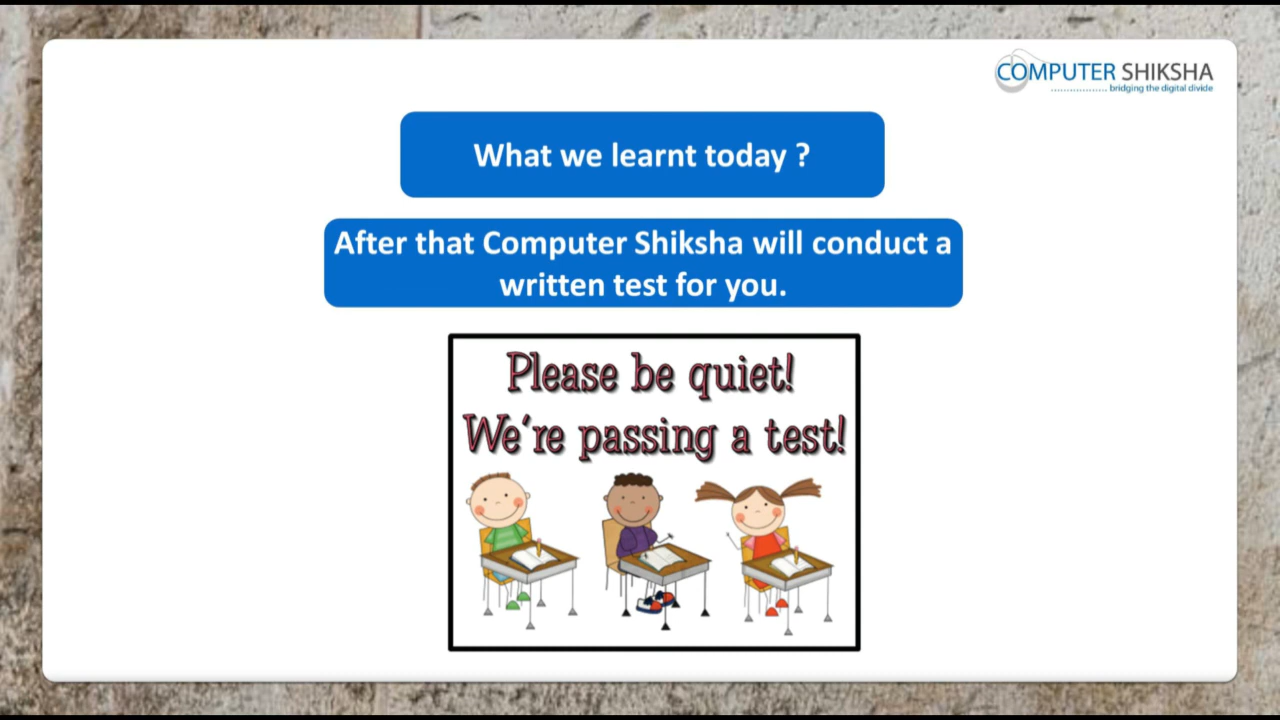 COMPUTER SHIKSHA
bridging the digital divide
What we learnt today ?
After that Computer Shiksha will conduct a
written test for you.
Please be quiet!
We're passing a test!